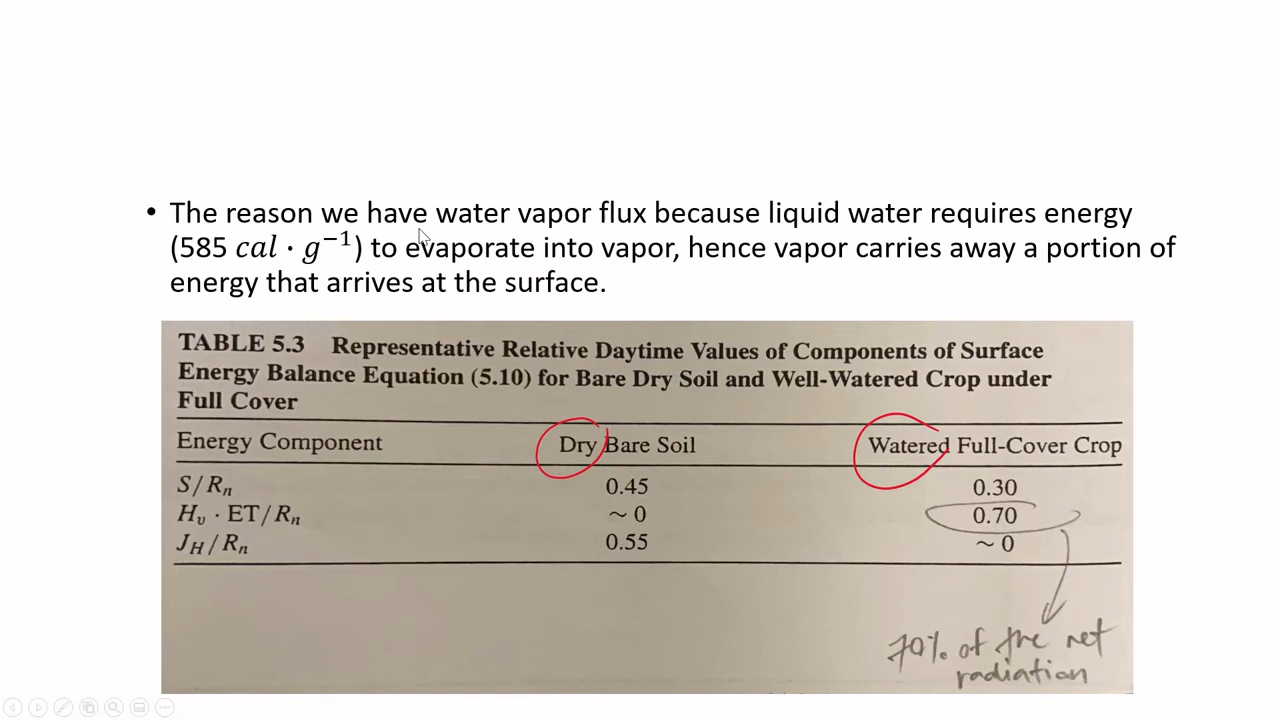 • The reason we have water vapor flux because liquid water requires energy
(585 cal · g⁻¹) to evaporate into vapor, hence vapor carries away a portion of
energy that arrives at the surface.
TABLE 5.3 Representative Relative Daytime Values of Components of Surface
Energy Balance Equation (5.10) for Bare Dry Soil and Well-Watered Crop under
Full Cover
Energy Component Dry Bare Soil Watered Full-Cover Crop
S/Rₙ 0.45 0.30
Hᵥ · ET/Rₙ ~ 0 0.70
J_H/Rₙ 0.55 ~ 0
70% of the net
radiation